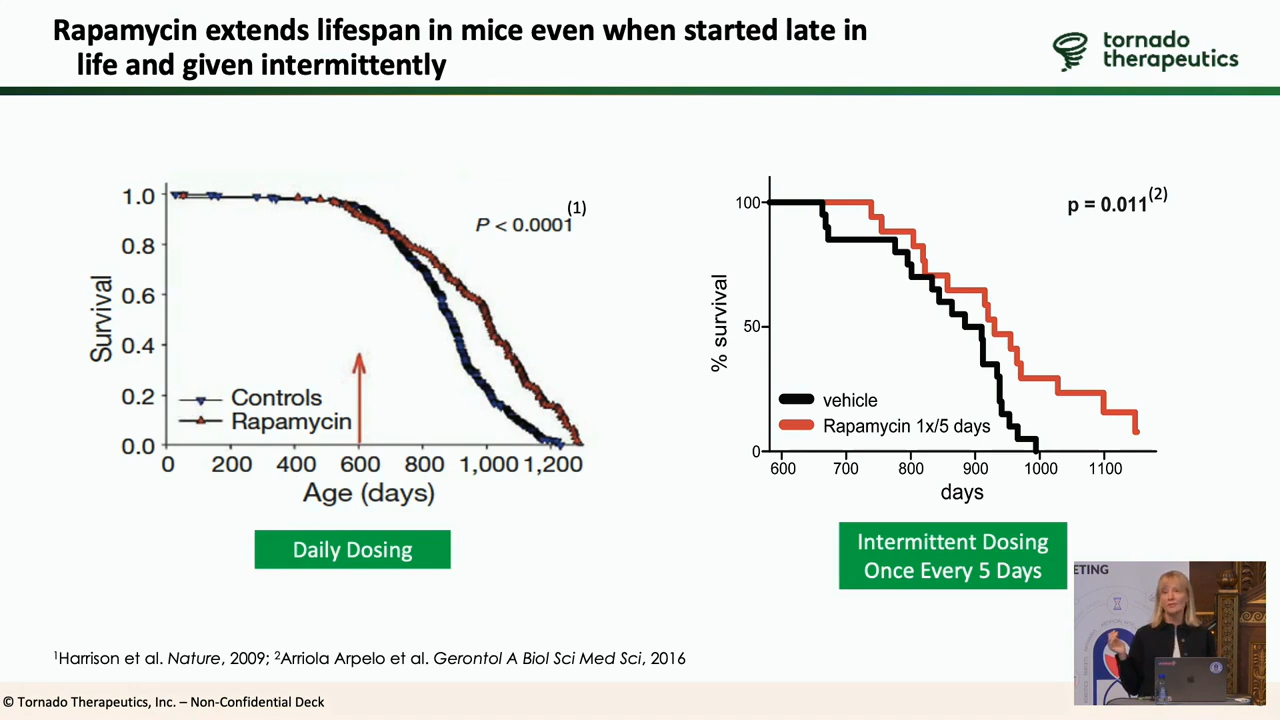 Rapamycin extends lifespan in mice even when started late in
life and given intermittently
tornado
therapeutics
1.0
0.8
0.6
0.4
0.2
0.0
Survival
P < 0.0001(1)
Controls
Rapamycin
0 200 400 600 800 1,000 1,200
Age (days)
Daily Dosing
100
50
0
% survival
p = 0.011(2)
vehicle
Rapamycin 1x/5 days
600 700 800 900 1000 1100
days
Intermittent Dosing
Once Every 5 Days
ETING
1Harrison et al. Nature, 2009; 2Arriola Arpelo et al. Gerontol A Biol Sci Med Sci, 2016
© Tornado Therapeutics, Inc. – Non-Confidential Deck